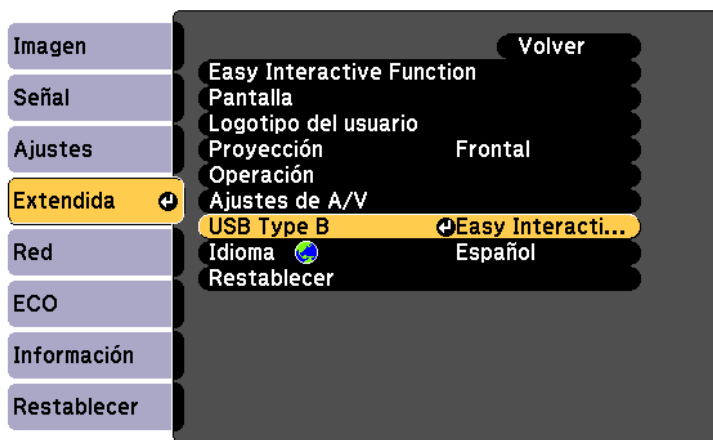 Imagen
Señal
Ajustes
Extendida
Red
ECO
Información
Restablecer
Volver
Easy Interactive Function
Pantalla
Logotipo del usuario
Proyección Frontal
Operación
Ajustes de A/V
USB Type B Easy Interacti...
Idioma Español
Restablecer